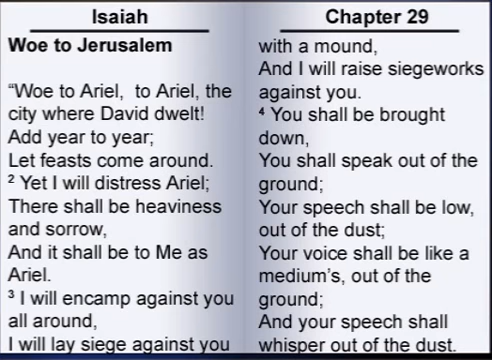 Isaiah
Woe to Jerusalem
“Woe to Ariel, to Ariel, the
city where David dwelt!
Add year to year;
Let feasts come around.
2 Yet I will distress Ariel;
There shall be heaviness
and sorrow,
And it shall be to Me as
Ariel.
3 I will encamp against you
all around,
I will lay siege against you
Chapter 29
with a mound,
And I will raise siegeworks
against you.
4 You shall be brought
down,
You shall speak out of the
ground;
Your speech shall be low,
out of the dust;
Your voice shall be like a
medium’s, out of the
ground;
And your speech shall
whisper out of the dust.